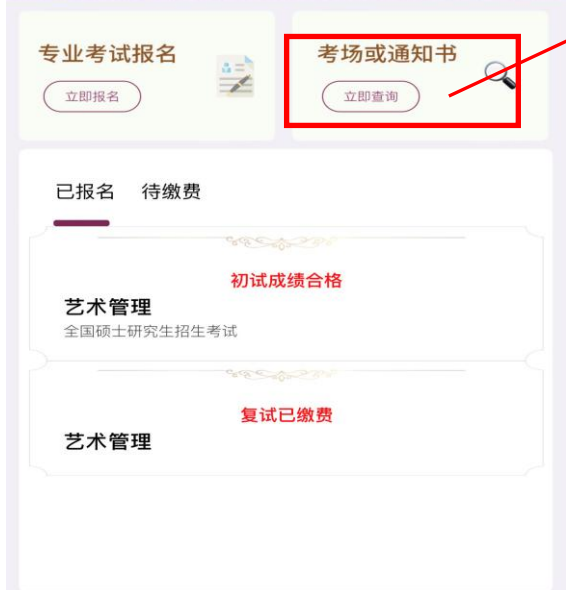 专业考试报名
立即报名
考场或通知书
立即查询
已报名 待缴费
初试成绩合格
艺术管理
全国硕士研究生招生考试
复试已缴费
艺术管理